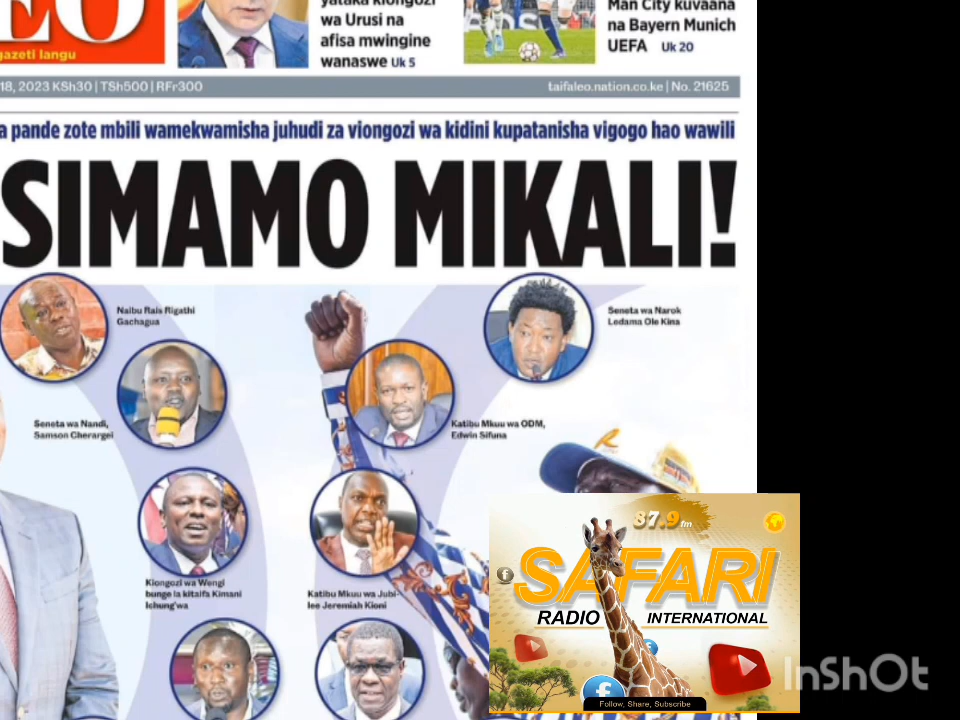 EO
gazeti langu
yataka kiongozi
wa Urusi na
afisa mwingine
wanaswe Uk 5
Man City kuvaana
na Bayern Munich
UEFA Uk 20
18, 2023 KSh30 | TSh500 | RFr300
taifaleo.nation.co.ke | No. 21625
a pande zote mbili wamekwamisha juhudi za viongozi wa kidini kupatanisha vigogo hao wawili
SIMAMO MIKALI!
Naibu Rais Rigathi
Gachagua
Seneta wa Narok
Ledama Ole Kina
Seneta wa Nandi,
Samson Cherargei
Katibu Mkuu wa ODM,
Edwin Sifuna
Kiongozi wa Wengi
bunge la kitaifa Kimani
Ichung'wa
Katibu Mkuu wa Jubi-
lee Jeremiah Kioni
87.9 fm
SAFARI
RADIO INTERNATIONAL
Follow, Share, Subscribe
InShOt